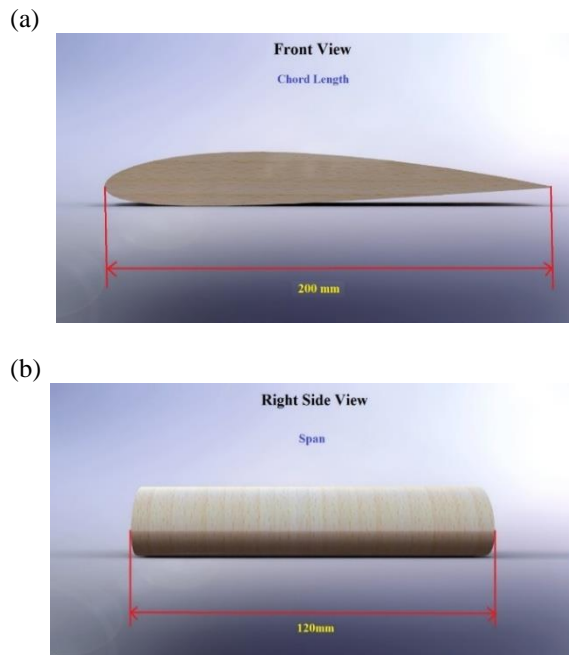 (a)
Front View
Chord Length
200 mm
(b)
Right Side View
Span
120mm